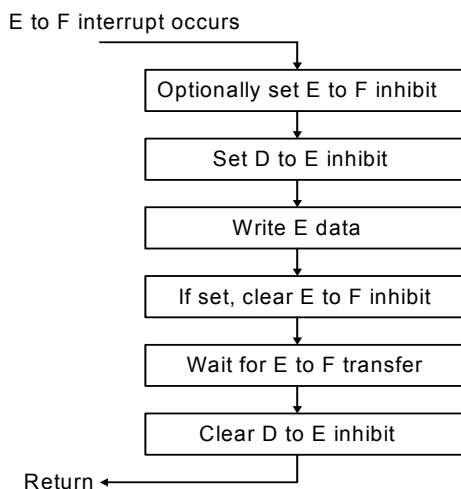 E to F interrupt occurs
Optionally set E to F inhibit
Set D to E inhibit
Write E data
If set, clear E to F inhibit
Wait for E to F transfer
Clear D to E inhibit
Return